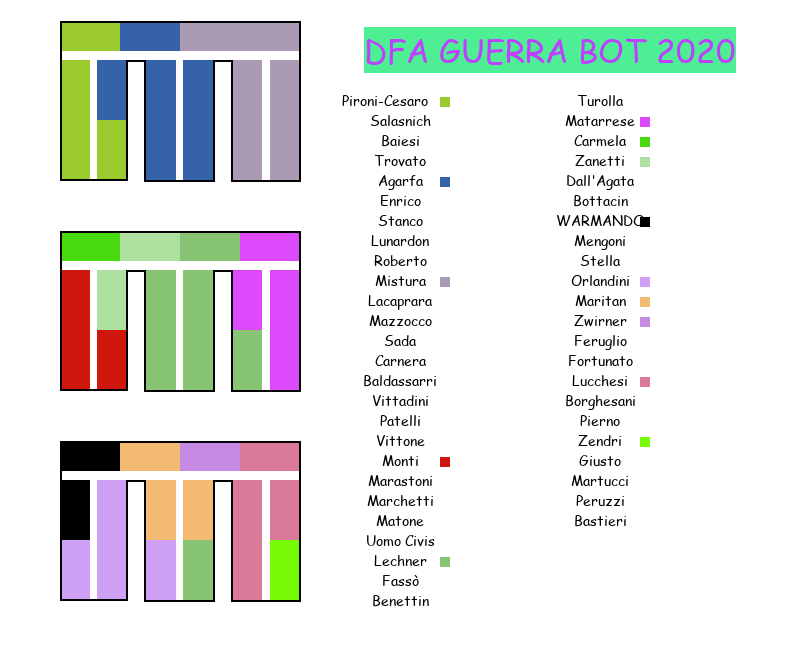 DFA GUERRA BOT 2020
Pironi-Cesaro
Salasnich
Baiesi
Trovato
Agarfa
Enrico
Stanco
Lunardon
Roberto
Mistura
Lacaprara
Mazzocco
Sada
Carnera
Baldassarri
Vittadini
Patelli
Vittone
Monti
Marastoni
Marchetti
Matone
Uomo Civis
Lechner
Fassò
Benettin
Turolla
Matarrese
Carmela
Zanetti
Dall'Agata
Bottacin
WARMANDO
Mengoni
Stella
Orlandini
Maritan
Zwirner
Feruglio
Fortunato
Lucchesi
Borghesani
Pierno
Zendri
Giusto
Martucci
Peruzzi
Bastieri